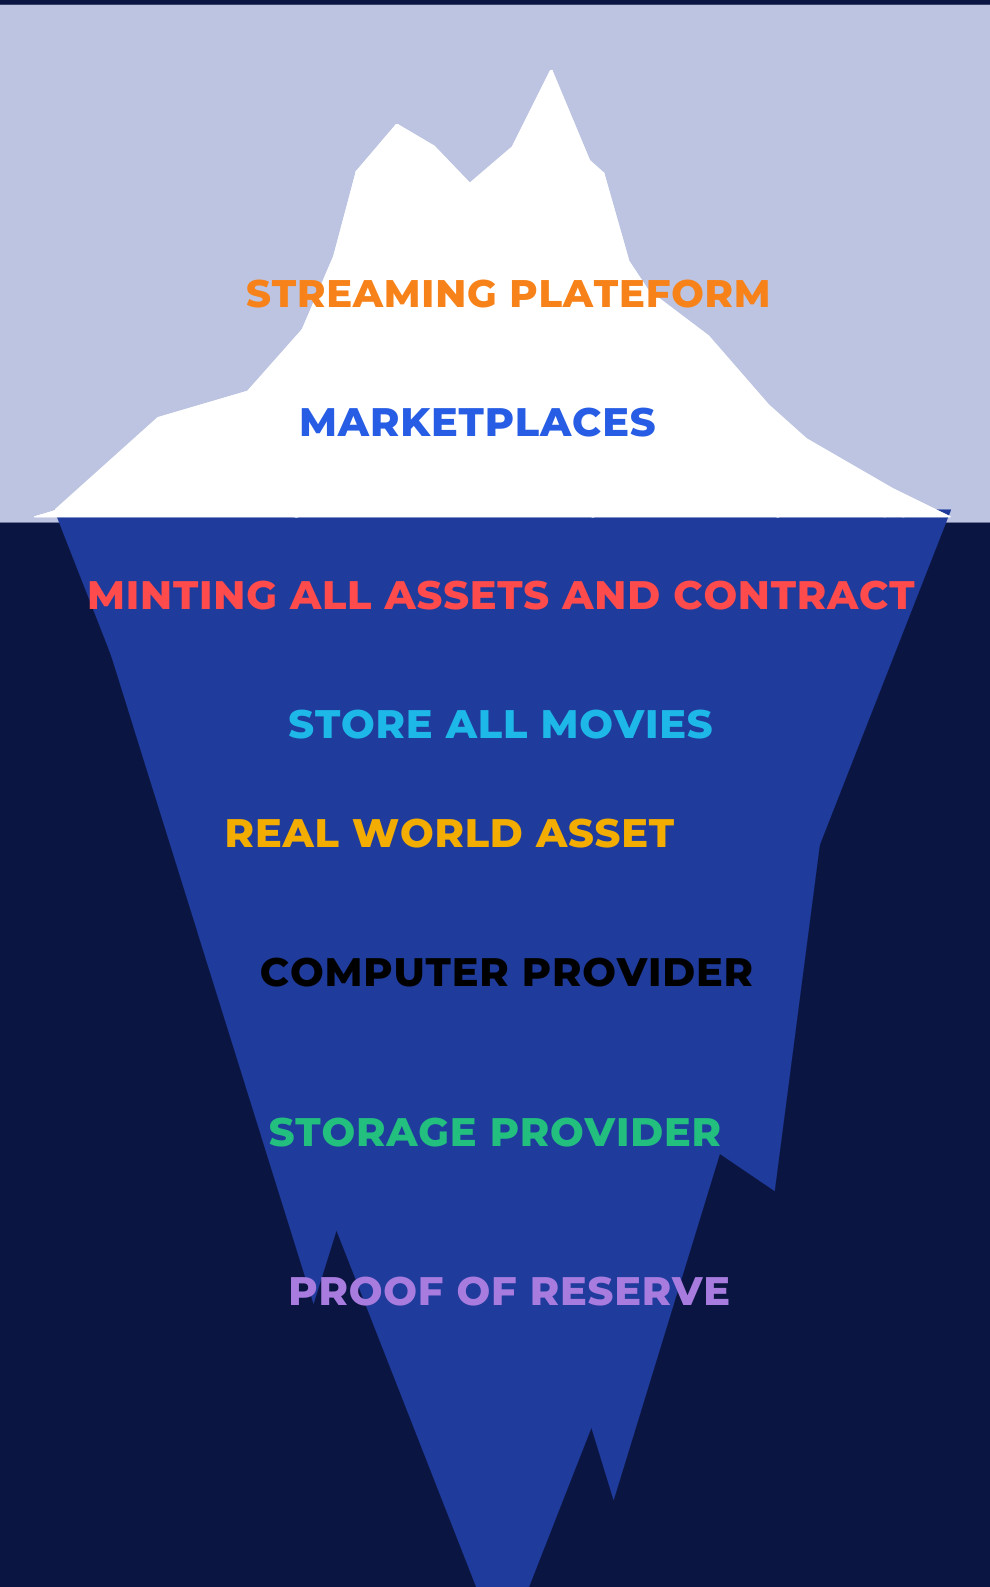 STREAMING PLATEFORM
MARKETPLACES
MINTING ALL ASSETS AND CONTRACT
STORE ALL MOVIES
REAL WORLD ASSET
COMPUTER PROVIDER
STORAGE PROVIDER
PROOF OF RESERVE